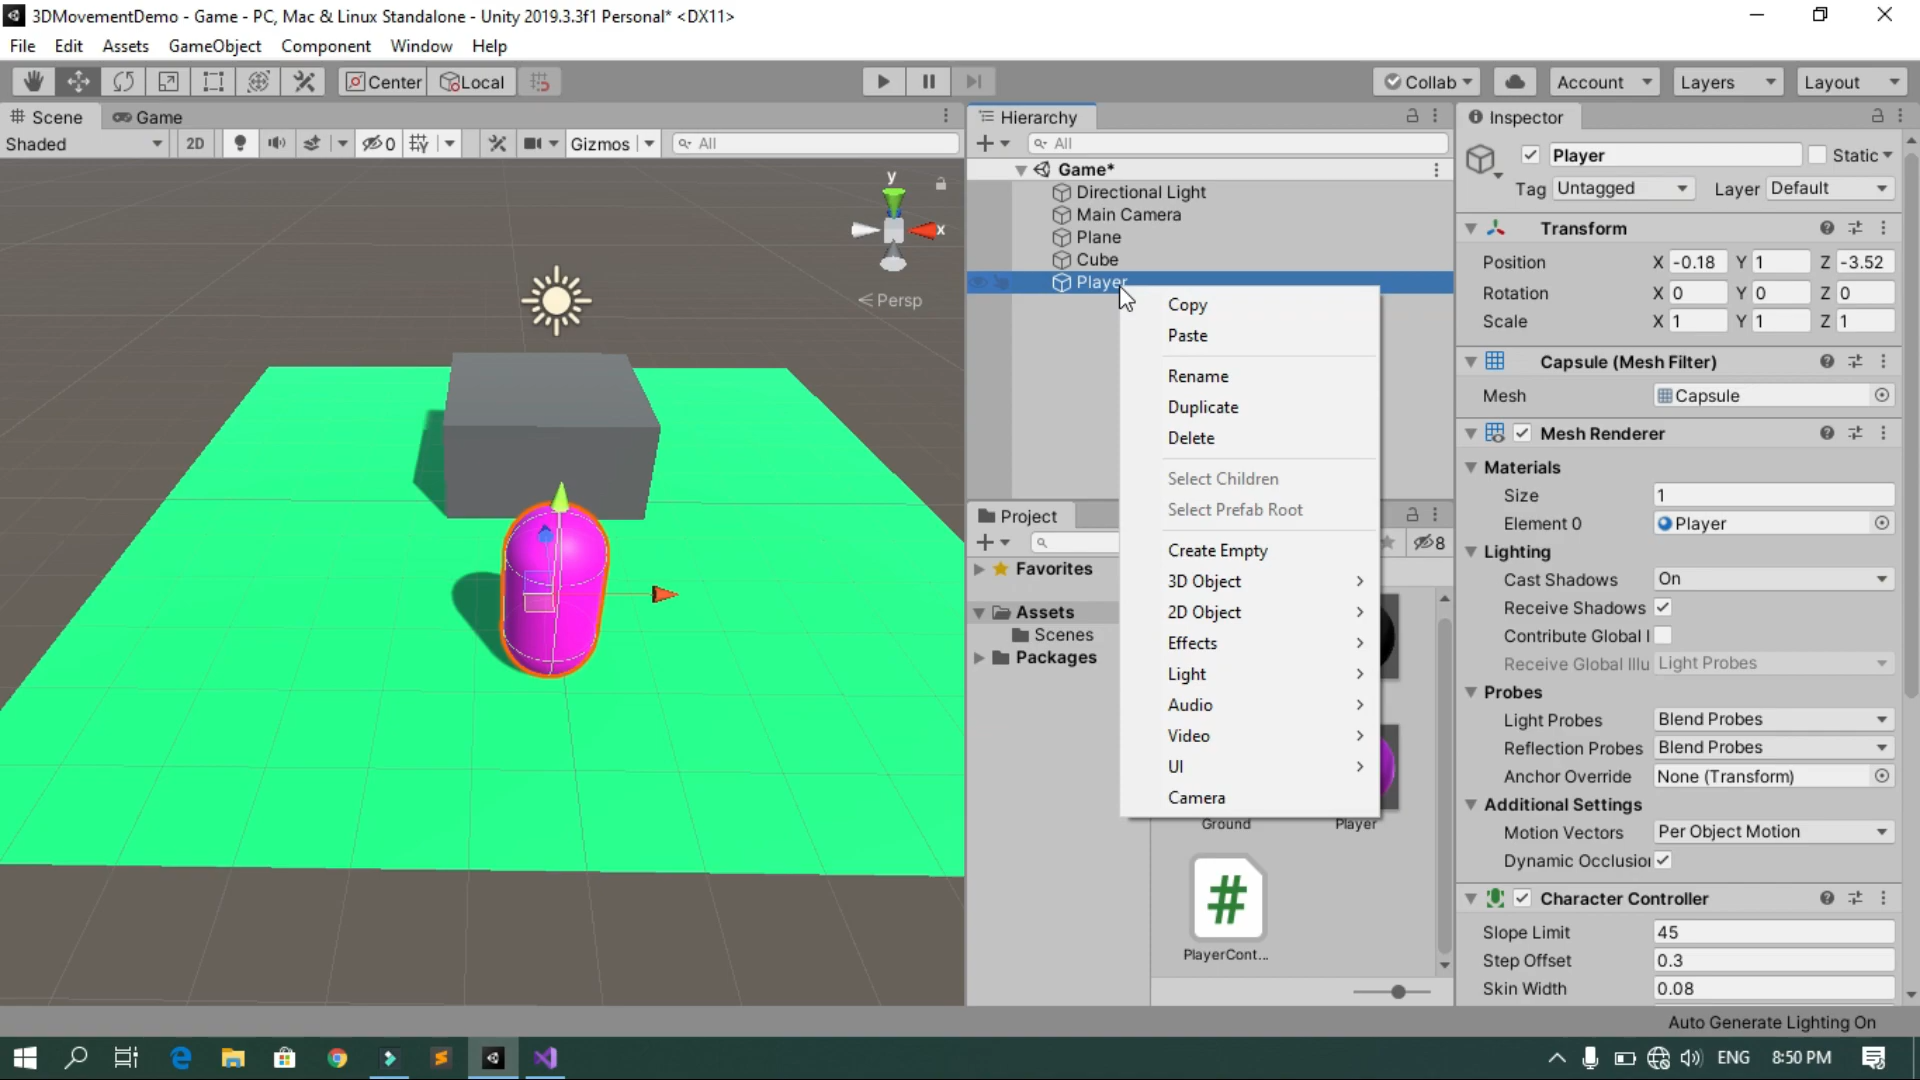 3DMovementDemo - Game - PC, Mac & Linux Standalone - Unity 2019.3.3f1 Personal* <DX11>
File Edit Assets GameObject Component Window Help
Center Local Collab Account Layers Layout
Scene Game
Shaded 2D 0 Gizmos All
y
x
Persp
Hierarchy
All
Game*
Directional Light
Main Camera
Plane
Cube
Player
Copy
Paste
Rename
Duplicate
Delete
Select Children
Select Prefab Root
Create Empty
3D Object
2D Object
Effects
Light
Audio
Video
UI
Camera
Project
8
Favorites
Assets
Scenes
Packages
Ground Player
#
PlayerCont...
Inspector
Player Static
Tag Untagged Layer Default
Transform
Position X -0.18 Y 1 Z -3.52
Rotation X 0 Y 0 Z 0
Scale X 1 Y 1 Z 1
Capsule (Mesh Filter)
Mesh Capsule
Mesh Renderer
Materials
Size 1
Element 0 Player
Lighting
Cast Shadows On
Receive Shadows
Contribute Global I
Receive Global Illu Light Probes
Probes
Light Probes Blend Probes
Reflection Probes Blend Probes
Anchor Override None (Transform)
Additional Settings
Motion Vectors Per Object Motion
Dynamic Occlusion
Character Controller
Slope Limit 45
Step Offset 0.3
Skin Width 0.08
Auto Generate Lighting On
ENG 8:50 PM